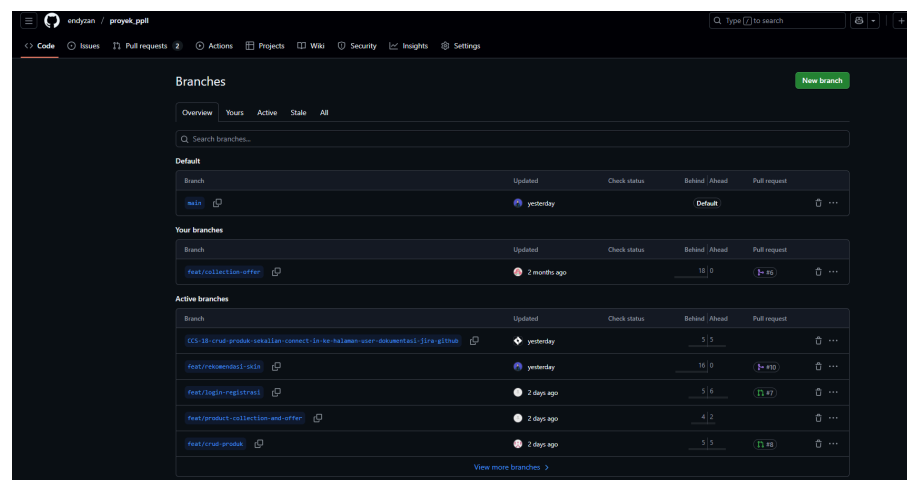 endyzan / proyek_ppll
Type / to search
Code Issues Pull requests 2 Actions Projects Wiki Security Insights Settings
Branches
New branch
Overview Yours Active Stale All
Search branches...
Default
Branch Updated Check status Behind Ahead Pull request
main yesterday Default
Your branches
Branch Updated Check status Behind Ahead Pull request
feat/collection-offer 2 months ago 18 0 #6
Active branches
Branch Updated Check status Behind Ahead Pull request
CCS-18-crud-produk-sekalian-connect-in-ke-halaman-user-dokumentasi-jira-github yesterday 5 5
feat/rekomendasi-skin yesterday 16 0 #10
feat/login-registrasi 2 days ago 5 6 #7
feat/product-collection-and-offer 2 days ago 4 2
feat/crud-produk 2 days ago 5 5 #8
View more branches